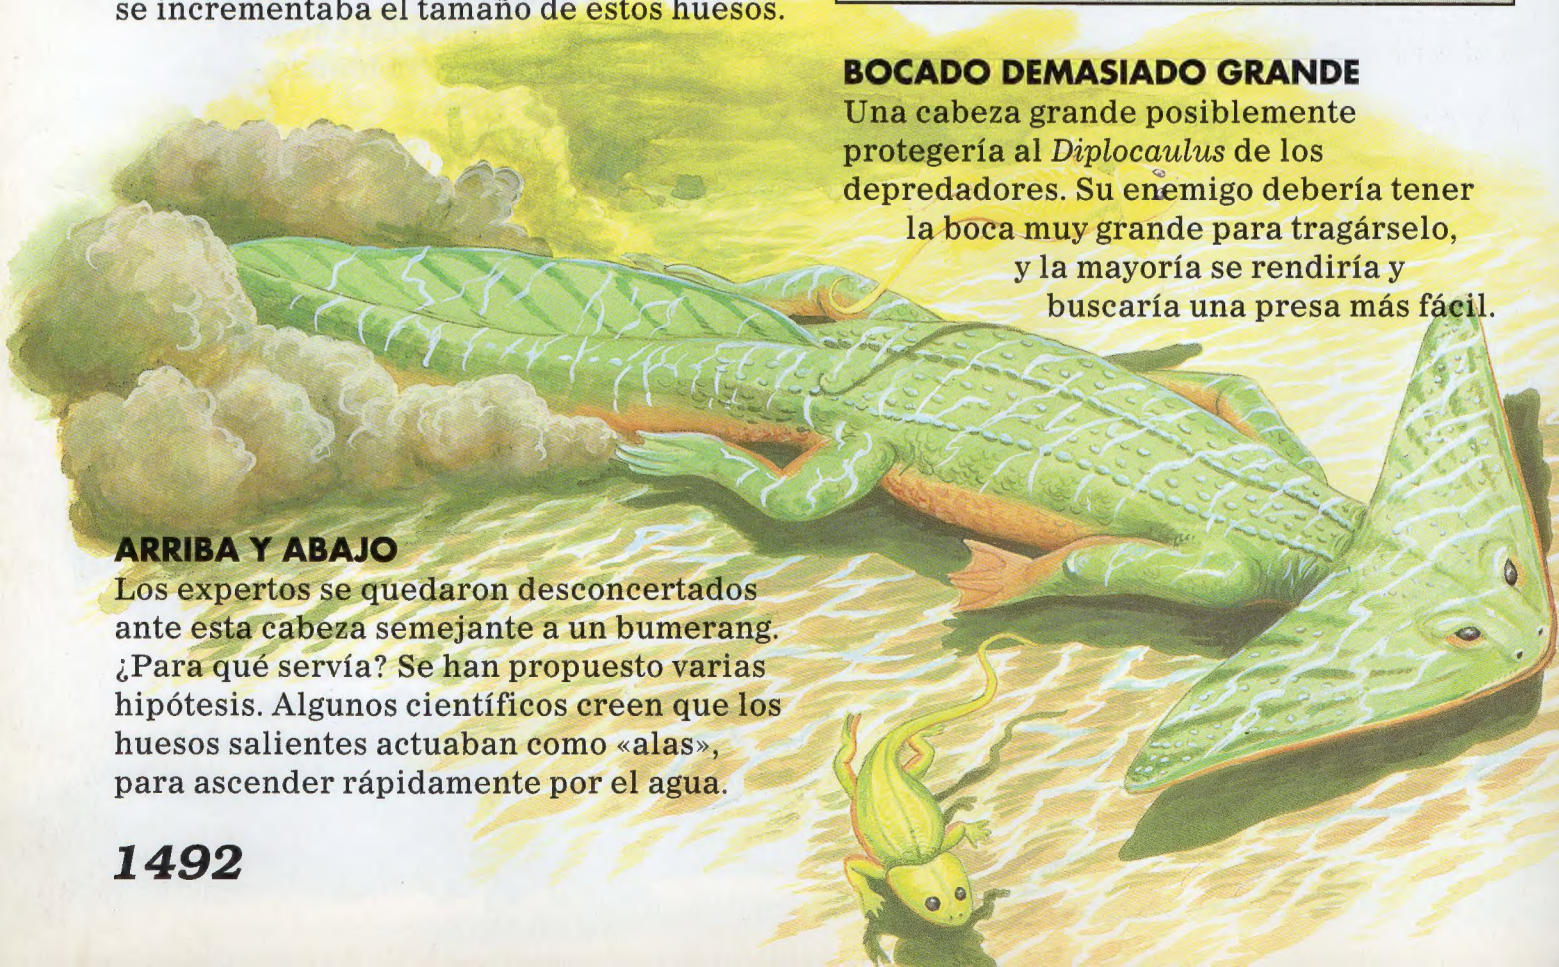 se incrementaba el tamaño de estos huesos.
BOCADO DEMASIADO GRANDE
Una cabeza grande posiblemente
protegería al Diplocaulus de los
depredadores. Su enemigo debería tener
la boca muy grande para tragárselo,
y la mayoría se rendiría y
buscaría una presa más fácil.
ARRIBA Y ABAJO
Los expertos se quedaron desconcertados
ante esta cabeza semejante a un bumerang.
¿Para qué servía? Se han propuesto varias
hipótesis. Algunos científicos creen que los
huesos salientes actuaban como «alas»,
para ascender rápidamente por el agua.
1492